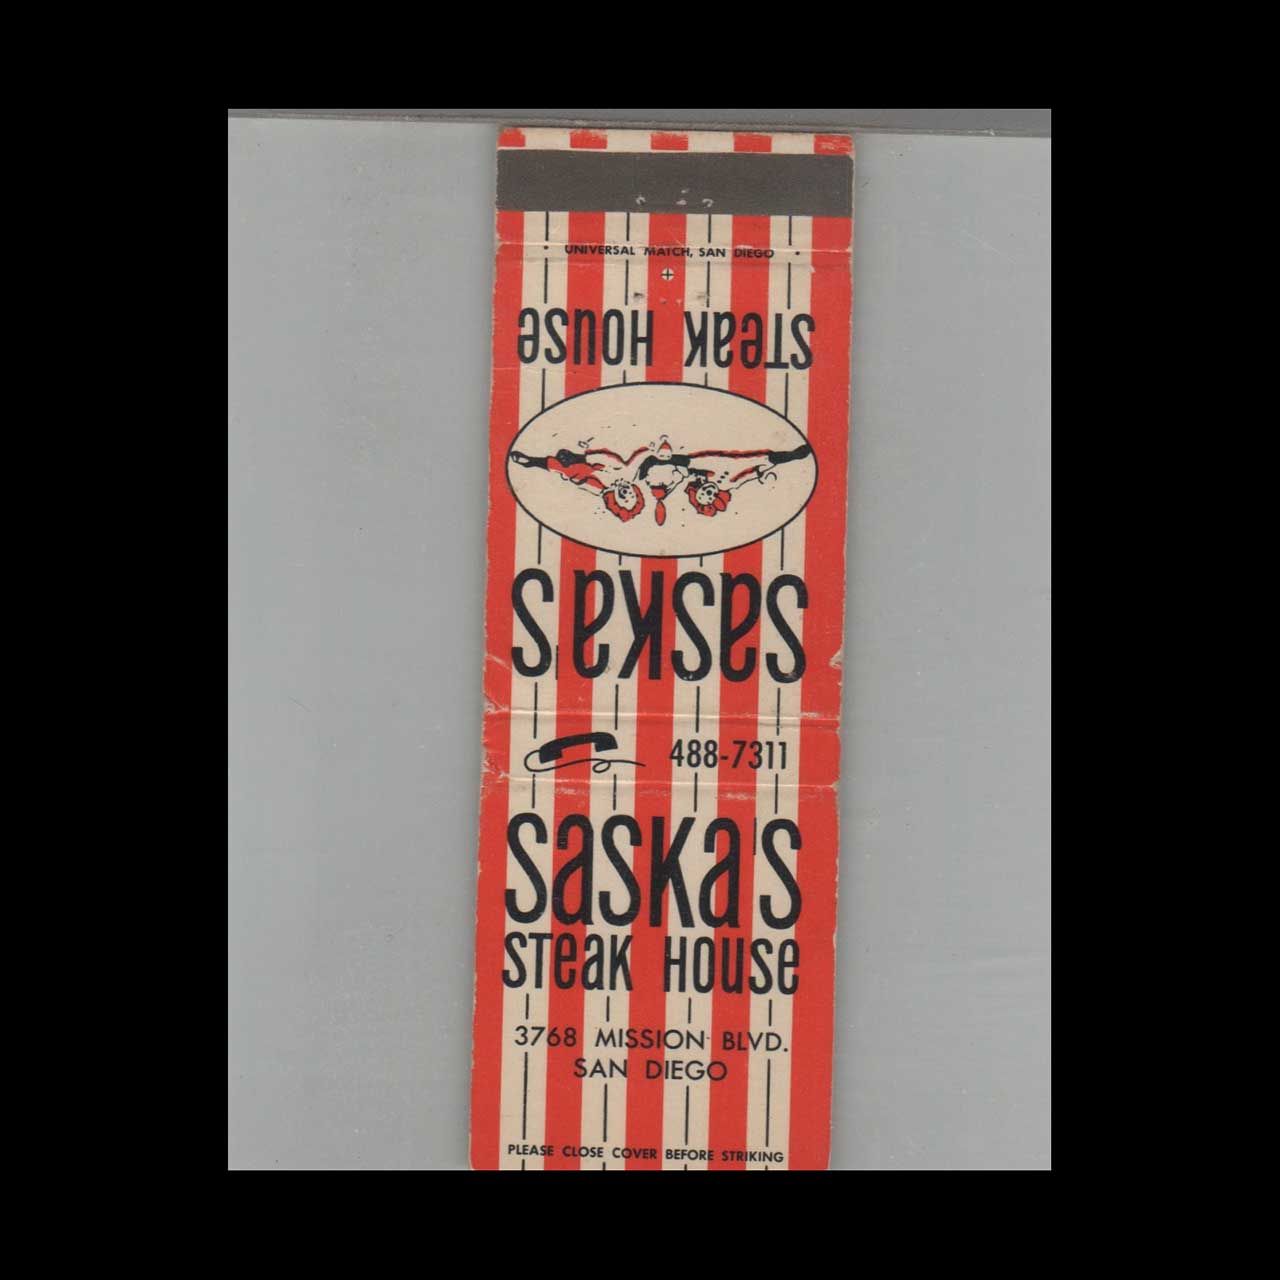 UNIVERSAL MATCH, SAN DIEGO
STEAK HOUSE
SASKA'S
488-7311
SASKA'S
STEAK HOUSE
3768 MISSION BLVD.
SAN DIEGO
PLEASE CLOSE COVER BEFORE STRIKING